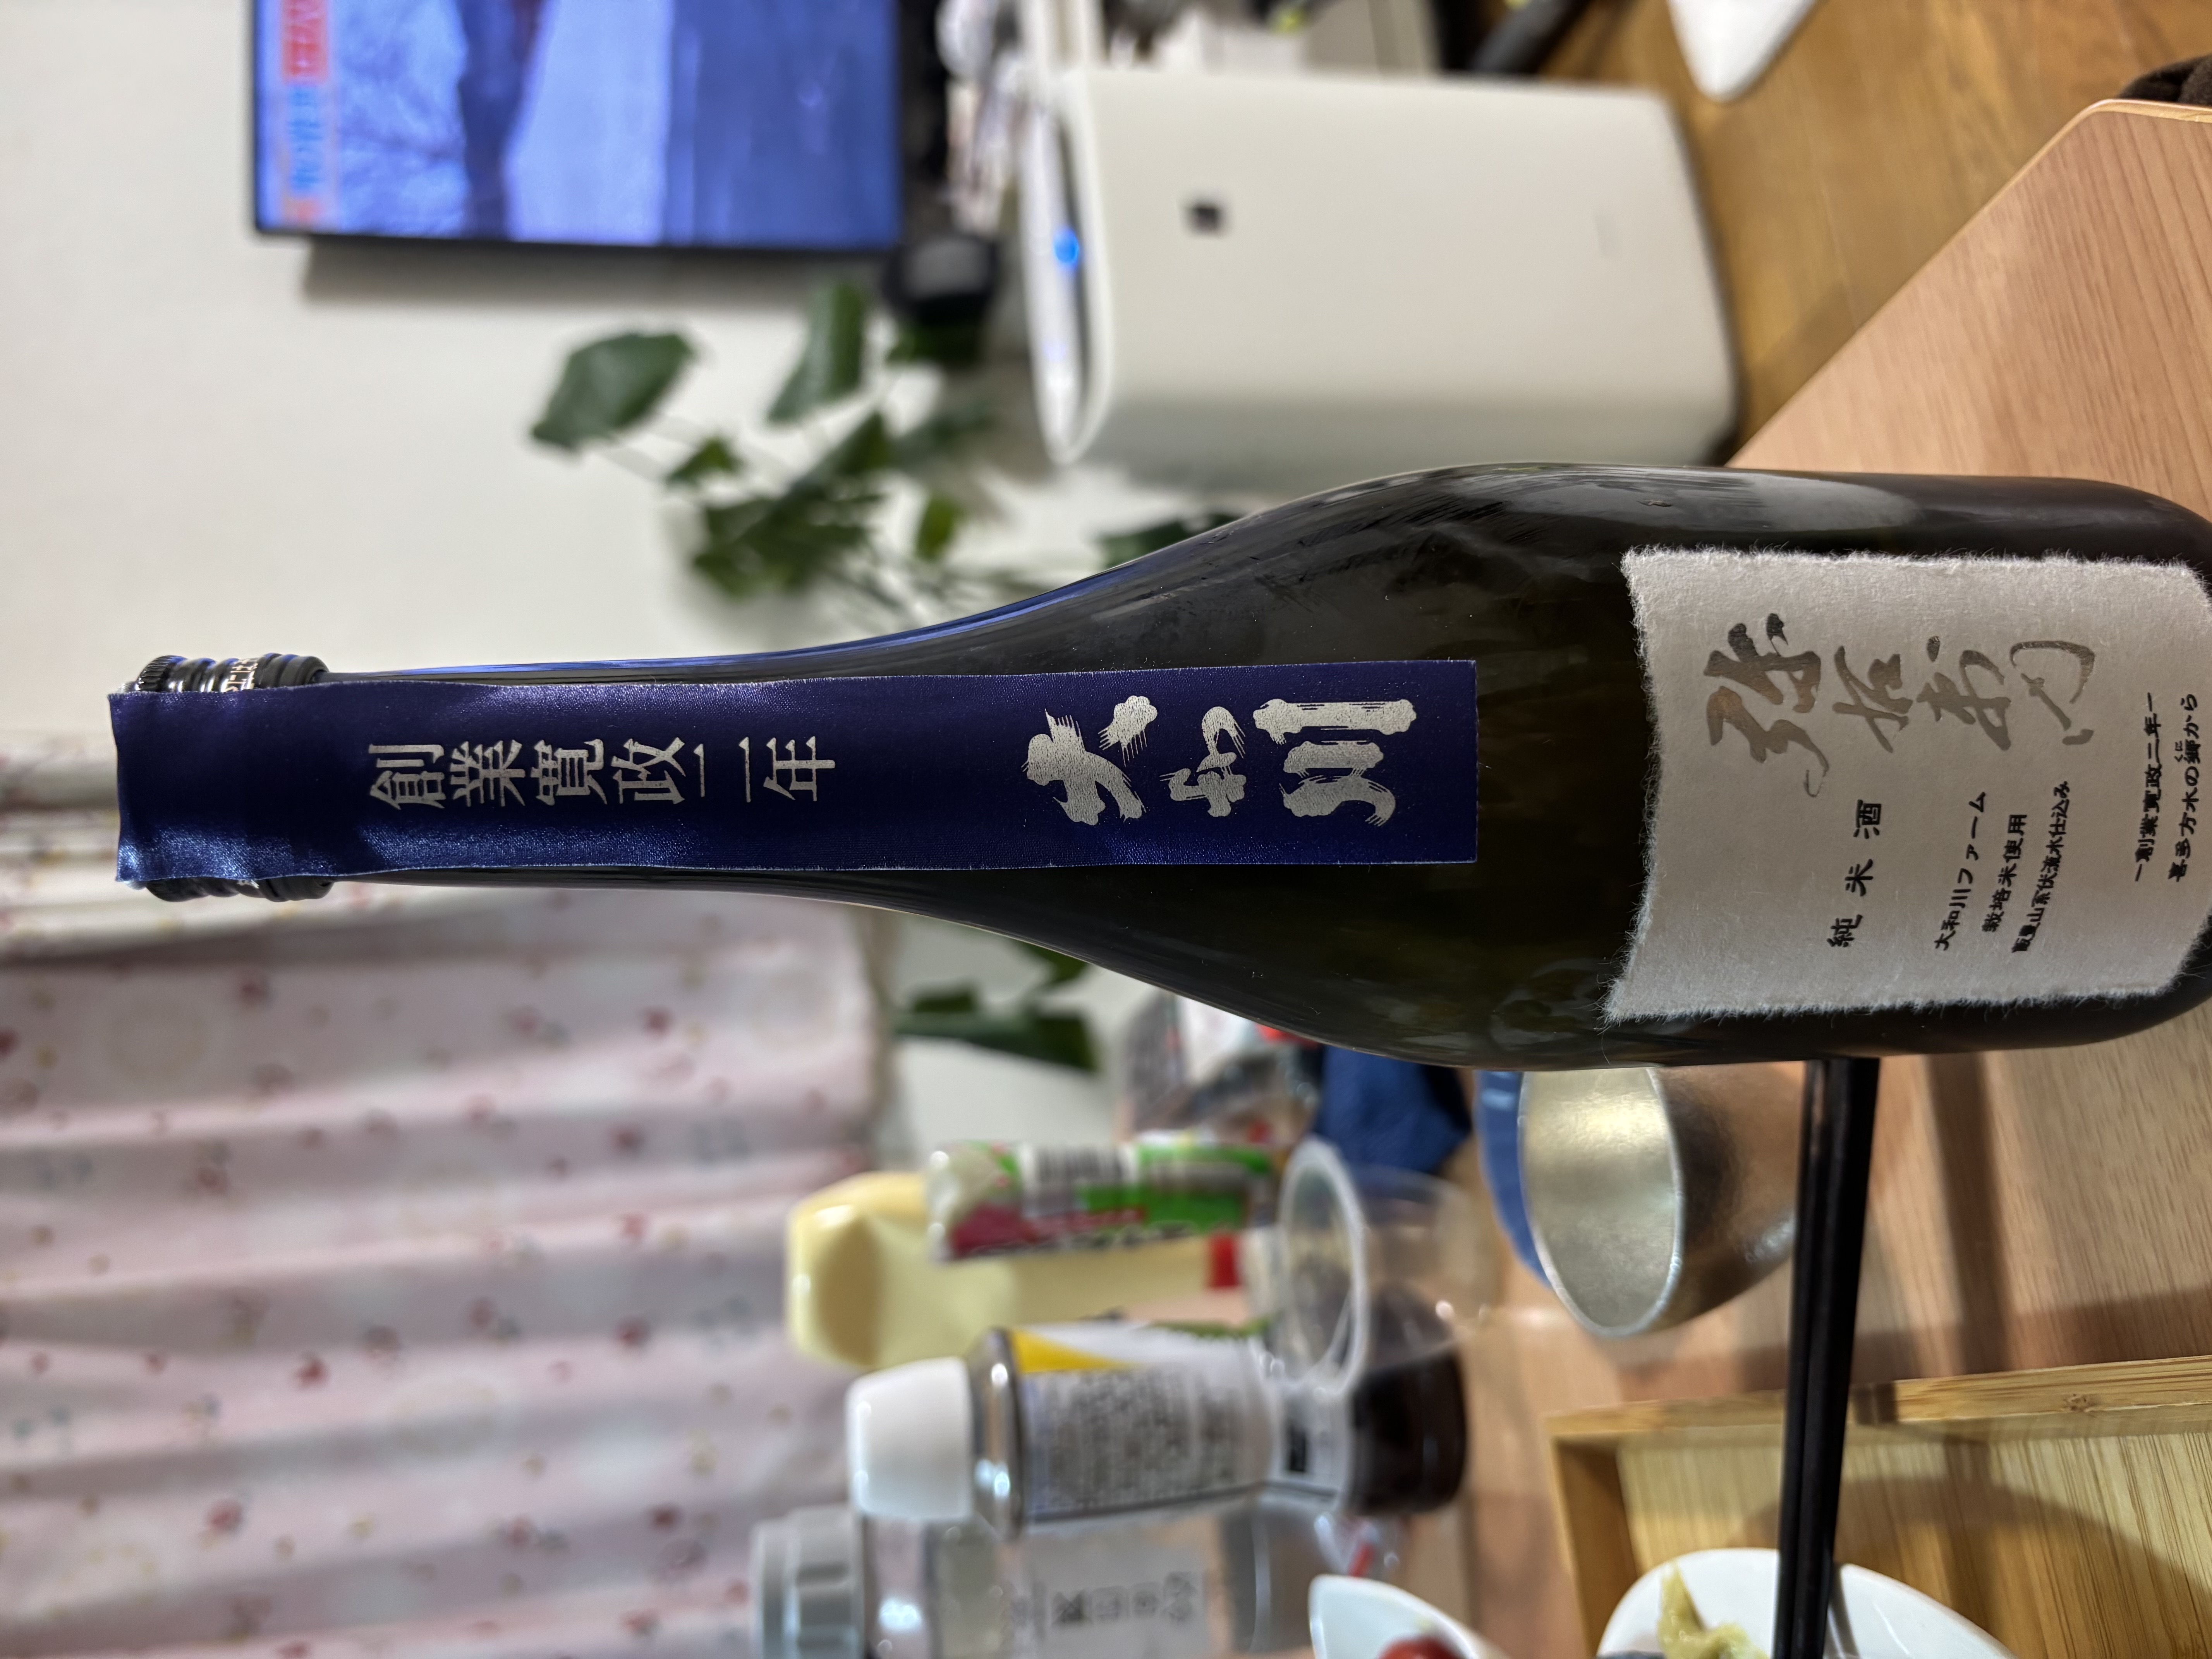 創業寛政二年
大和川
弥右衛門
純米酒
大和川ファーム
栽培米使用
飯豊山系伏流水仕込み
―創業寛政二年―
喜多方水の郷から